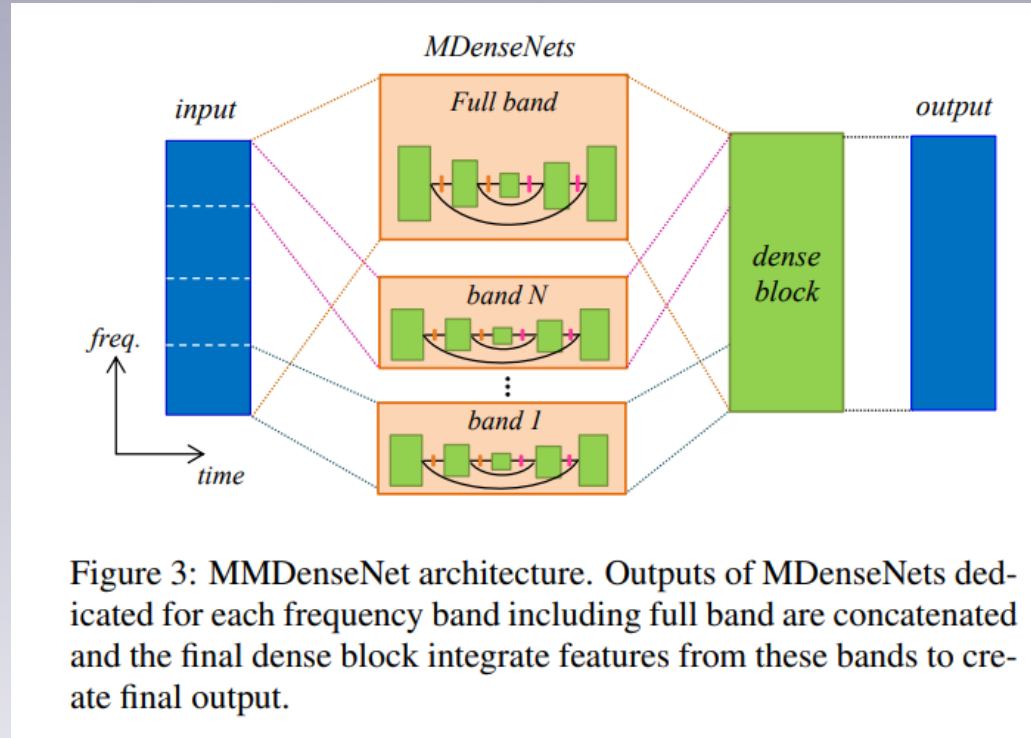 MDenseNets
input
Full band
output
band N
dense
block
freq.
band 1
time
Figure 3: MMDenseNet architecture. Outputs of MDenseNets ded-
icated for each frequency band including full band are concatenated
and the final dense block integrate features from these bands to cre-
ate final output.